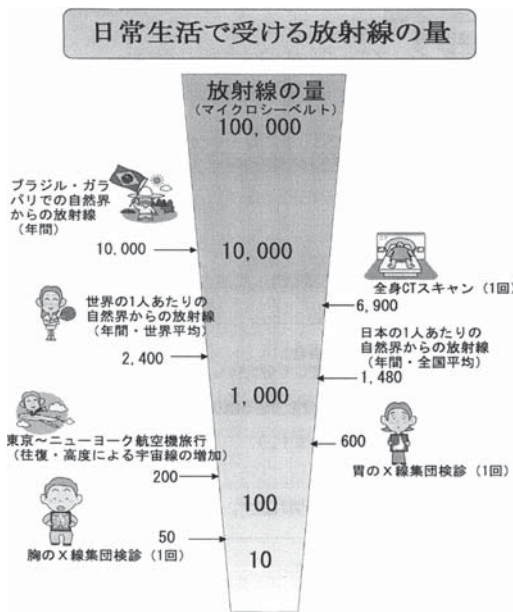 日常生活で受ける放射線の量
放射線の量
(マイクロシーベルト)
100,000
ブラジル・ガラ
パリでの自然界
からの放射線
(年間)
10,000
10,000
全身CTスキャン(1回)
6,900
世界の1人あたりの
自然界からの放射線
(年間・世界平均)
2,400
日本の1人あたりの
自然界からの放射線
(年間・全国平均)
1,480
1,000
東京~ニューヨーク航空機旅行
(往復・高度による宇宙線の増加)
200
600
胃のX線集団検診(1回)
100
50
胸のX線集団検診(1回)
10